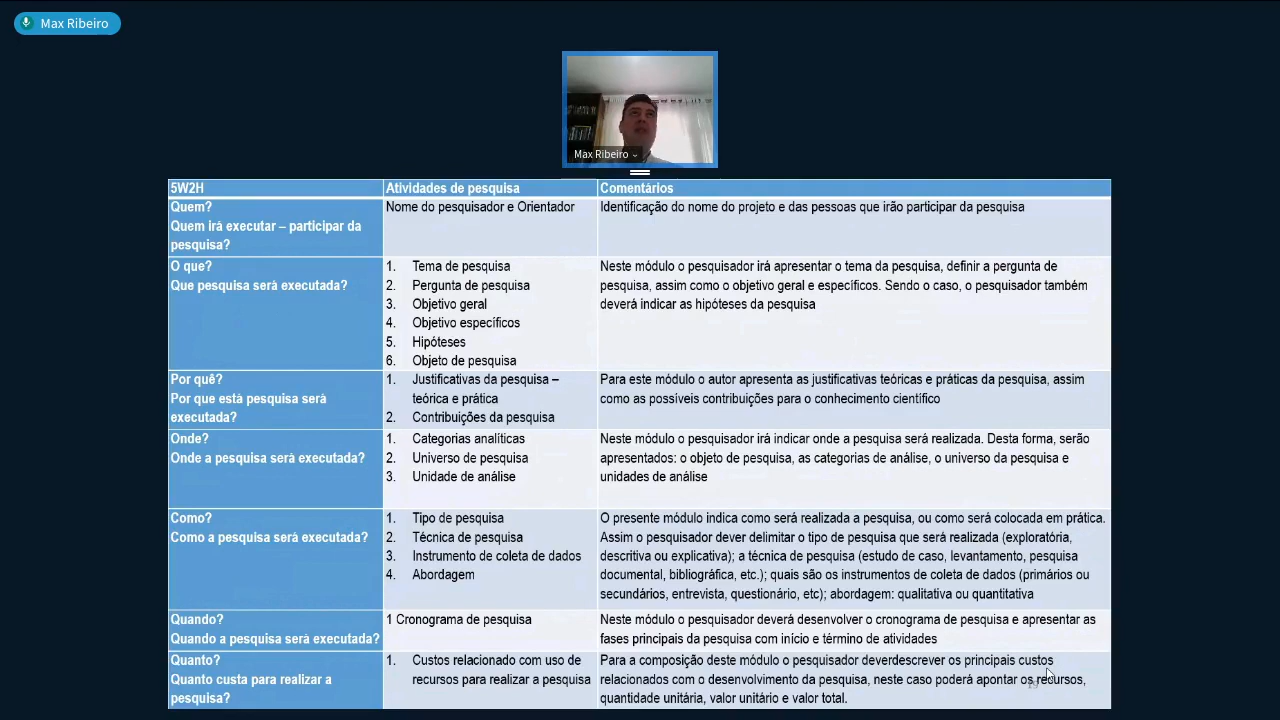 Max Ribeiro
Max Ribeiro
5W2H
Atividades de pesquisa
Comentários
Quem?
Quem irá executar – participar da
pesquisa?
Nome do pesquisador e Orientador
Identificação do nome do projeto e das pessoas que irão participar da pesquisa
O que?
Que pesquisa será executada?
1. Tema de pesquisa
2. Pergunta de pesquisa
3. Objetivo geral
4. Objetivo específicos
5. Hipóteses
6. Objeto de pesquisa
Neste módulo o pesquisador irá apresentar o tema da pesquisa, definir a pergunta de
pesquisa, assim como o objetivo geral e específicos. Sendo o caso, o pesquisador também
deverá indicar as hipóteses da pesquisa
Por quê?
Por que está pesquisa será
executada?
1. Justificativas da pesquisa –
teórica e prática
2. Contribuições da pesquisa
Para este módulo o autor apresenta as justificativas teóricas e práticas da pesquisa, assim
como as possíveis contribuições para o conhecimento científico
Onde?
Onde a pesquisa será executada?
1. Categorias analíticas
2. Universo de pesquisa
3. Unidade de análise
Neste módulo o pesquisador irá indicar onde a pesquisa será realizada. Desta forma, serão
apresentados: o objeto de pesquisa, as categorias de análise, o universo da pesquisa e
unidades de análise
Como?
Como a pesquisa será executada?
1. Tipo de pesquisa
2. Técnica de pesquisa
3. Instrumento de coleta de dados
4. Abordagem
O presente módulo indica como será realizada a pesquisa, ou como será colocada em prática.
Assim o pesquisador dever delimitar o tipo de pesquisa que será realizada (exploratória,
descritiva ou explicativa); a técnica de pesquisa (estudo de caso, levantamento, pesquisa
documental, bibliográfica, etc.); quais são os instrumentos de coleta de dados (primários ou
secundários, entrevista, questionário, etc); abordagem: qualitativa ou quantitativa
Quando?
Quando a pesquisa será executada?
1 Cronograma de pesquisa
Neste módulo o pesquisador deverá desenvolver o cronograma de pesquisa e apresentar as
fases principais da pesquisa com início e término de atividades
Quanto?
Quanto custa para realizar a
pesquisa?
1. Custos relacionado com uso de
recursos para realizar a pesquisa
Para a composição deste módulo o pesquisador deverdescrever os principais custos
relacionados com o desenvolvimento da pesquisa, neste caso poderá apontar os recursos,
quantidade unitária, valor unitário e valor total.